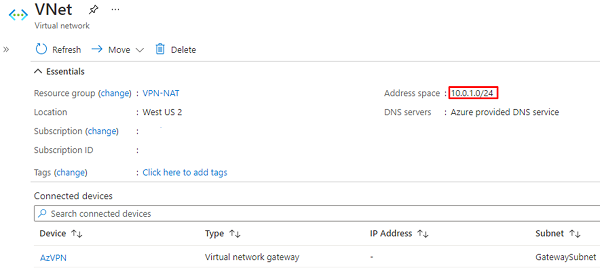 VNet
Virtual network
Refresh Move Delete
Essentials
Resource group (change) : VPN-NAT Address space : 10.0.1.0/24
Location : West US 2 DNS servers : Azure provided DNS service
Subscription (change) :
Subscription ID :
Tags (change) : Click here to add tags
Connected devices
Search connected devices
Device Type IP Address Subnet
AzVPN Virtual network gateway - GatewaySubnet